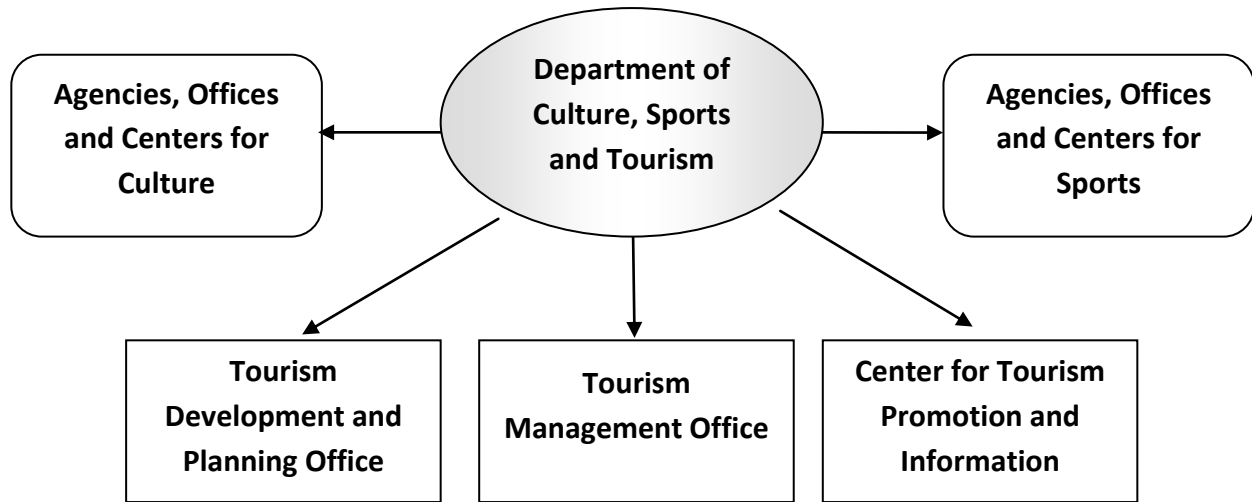 Agencies, Offices
and Centers for
Culture
Department of
Culture, Sports
and Tourism
Agencies, Offices
and Centers for
Sports
Tourism
Development and
Planning Office
Tourism
Management Office
Center for Tourism
Promotion and
Information